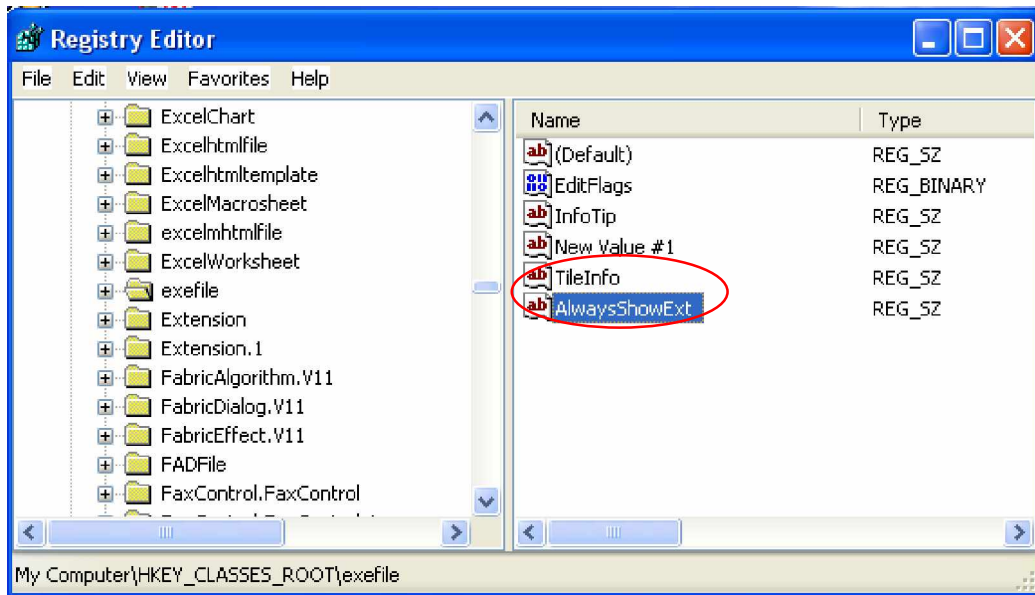 Registry Editor
File Edit View Favorites Help
ExcelChart
Excelhtmlfile
Excelhtmltemplate
ExcelMacrosheet
excelmhtmlfile
ExcelWorksheet
exefile
Extension
Extension.1
FabricAlgorithm.V11
FabricDialog.V11
FabricEffect.V11
FADFile
FaxControl.FaxControl
Name Type
(Default) REG_SZ
EditFlags REG_BINARY
InfoTip REG_SZ
New Value #1 REG_SZ
TileInfo REG_SZ
AlwaysShowExt REG_SZ
My Computer\HKEY_CLASSES_ROOT\exefile